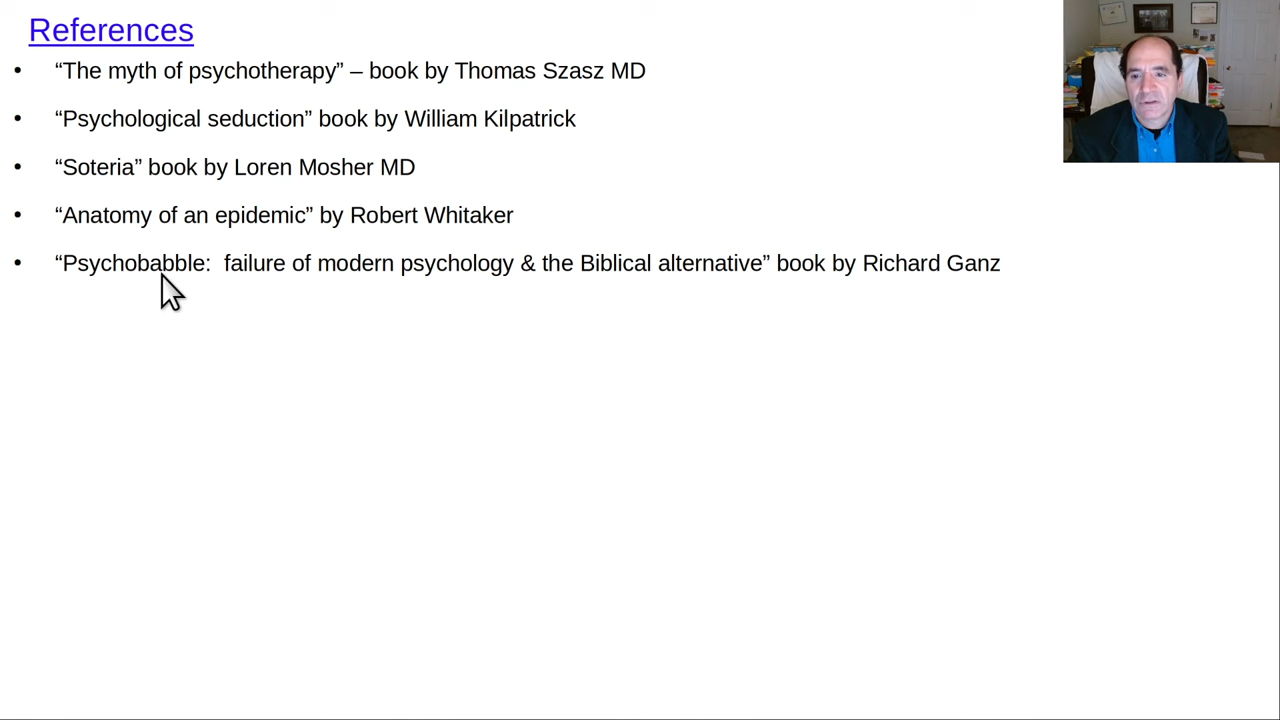 References
• “The myth of psychotherapy” – book by Thomas Szasz MD
• “Psychological seduction” book by William Kilpatrick
• “Soteria” book by Loren Mosher MD
• “Anatomy of an epidemic” by Robert Whitaker
• “Psychobabble:  failure of modern psychology & the Biblical alternative” book by Richard Ganz